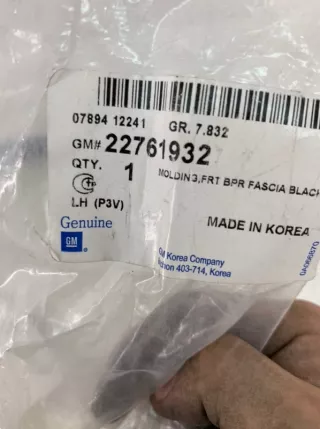 07894 12241 GR. 7.832
GM# 22761932
QTY. 1 MOLDING,FRT BPR FASCIA BLACK
LH (P3V)
MADE IN KOREA
Genuine
GM
GM Korea Company
403-714, Korea